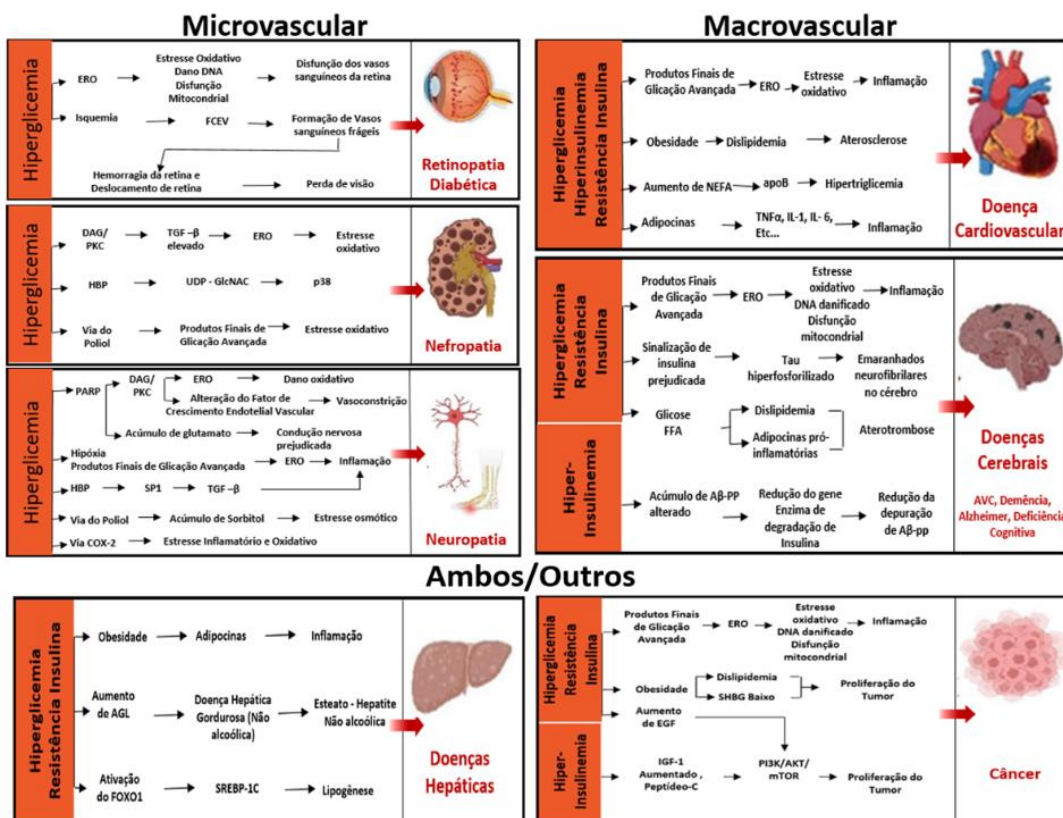 Microvascular
Hiperglicemia
ERO
Estresse Oxidativo
Dano DNA
Disfunção
Mitocondrial
Disfunção dos vasos
sanguíneos da retina
Isquemia
FCEV
Formação de Vasos
sanguíneos frágeis
Hemorragia da retina e
Deslocamento de retina
Perda de visão
Retinopatia
Diabética
Hiperglicemia
DAG/
PKC
TGF –β
elevado
ERO
Estresse
oxidativo
HBP
UDP - GlcNAC
p38
Via do
Poliol
Produtos Finais de
Glicação Avançada
Estresse oxidativo
Nefropatia
Hiperglicemia
PARP
DAG/
PKC
ERO
Dano oxidativo
Alteração do Fator de
Crescimento Endotelial Vascular
Vasoconstrição
Acúmulo de glutamato
Condução nervosa
prejudicada
Hipóxia
Produtos Finais de Glicação Avançada
ERO
Inflamação
HBP
SP1
TGF –β
Via do Poliol
Acúmulo de Sorbitol
Estresse osmótico
Via COX-2
Estresse Inflamatório e Oxidativo
Neuropatia
Macrovascular
Hiperglicemia
Hiperinsulinemia
Resistência Insulina
Produtos Finais de
Glicação Avançada
ERO
Estresse
oxidativo
Inflamação
Obesidade
Dislipidemia
Aterosclerose
Aumento de NEFA
apoB
Hipertriglicemia
Adipocinas
TNFα, IL-1, IL- 6,
Etc...
Inflamação
Doença
Cardiovascular
Hiperglicemia
Resistência
Insulina
Produtos Finais
de Glicação
Avançada
ERO
Estresse
oxidativo
DNA danificado
Disfunção
mitocondrial
Inflamação
Sinalização de
insulina
prejudicada
Tau
hiperfosforilizado
Emaranhados
neurofibrilares
no cérebro
Glicose
FFA
Dislipidemia
Adipocinas pró-
inflamatórias
Aterotrombose
Hiper-
Insulinemia
Acúmulo de Aβ-PP
alterado
Redução do gene
Enzima de
degradação de
Insulina
Redução da
depuração
de Aβ-pp
Doenças
Cerebrais
AVC, Demência,
Alzheimer, Deficiência
Cognitiva
Ambos/Outros
Hiperglicemia
Resistência Insulina
Obesidade
Adipocinas
Inflamação
Aumento
de AGL
Doença Hepática
Gordurosa (Não
alcoólica)
Esteato - Hepatite
Não alcoólica
Ativação
do FOXO1
SREBP-1C
Lipogênese
Doenças
Hepáticas
Hiperglicemia
Resistência
Insulina
Produtos Finais
de Glicação
Avançada
ERO
Estresse
oxidativo
DNA danificado
Disfunção
mitocondrial
Inflamação
Obesidade
Dislipidemia
SHBG Baixo
Proliferação do
Tumor
Aumento
de EGF
Hiper-
Insulinemia
IGF-1
Aumentado ,
Peptídeo-C
PI3K/AKT/
mTOR
Proliferação do
Tumor
Câncer